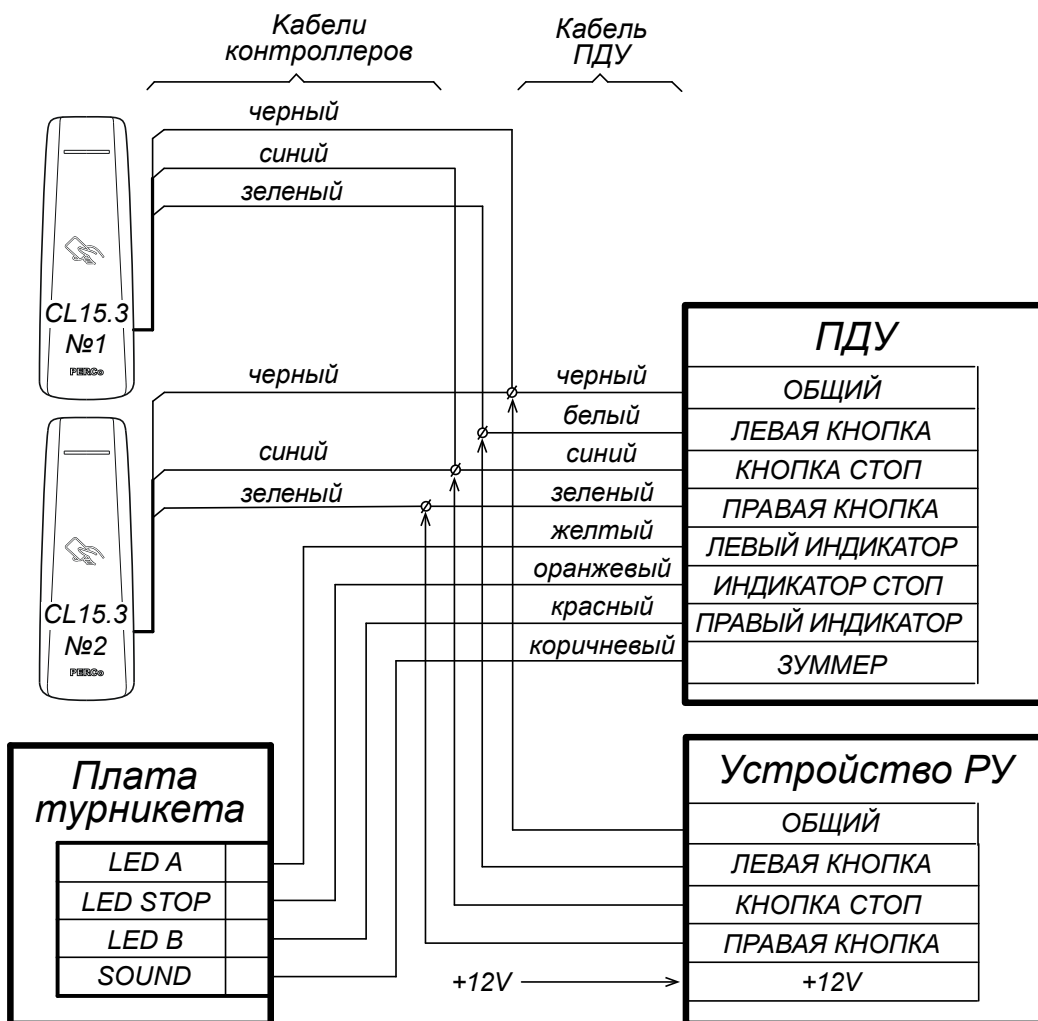 Кабели
контроллеров
Кабель
ПДУ
черный
синий
зеленый
CL15.3
№1
PERCo
черный
синий
зеленый
CL15.3
№2
PERCo
черный
белый
синий
зеленый
желтый
оранжевый
красный
коричневый
ПДУ
ОБЩИЙ
ЛЕВАЯ КНОПКА
КНОПКА СТОП
ПРАВАЯ КНОПКА
ЛЕВЫЙ ИНДИКАТОР
ИНДИКАТОР СТОП
ПРАВЫЙ ИНДИКАТОР
ЗУММЕР
Плата
турникета
LED A
LED STOP
LED B
SOUND
Устройство РУ
ОБЩИЙ
ЛЕВАЯ КНОПКА
КНОПКА СТОП
ПРАВАЯ КНОПКА
+12V
+12V